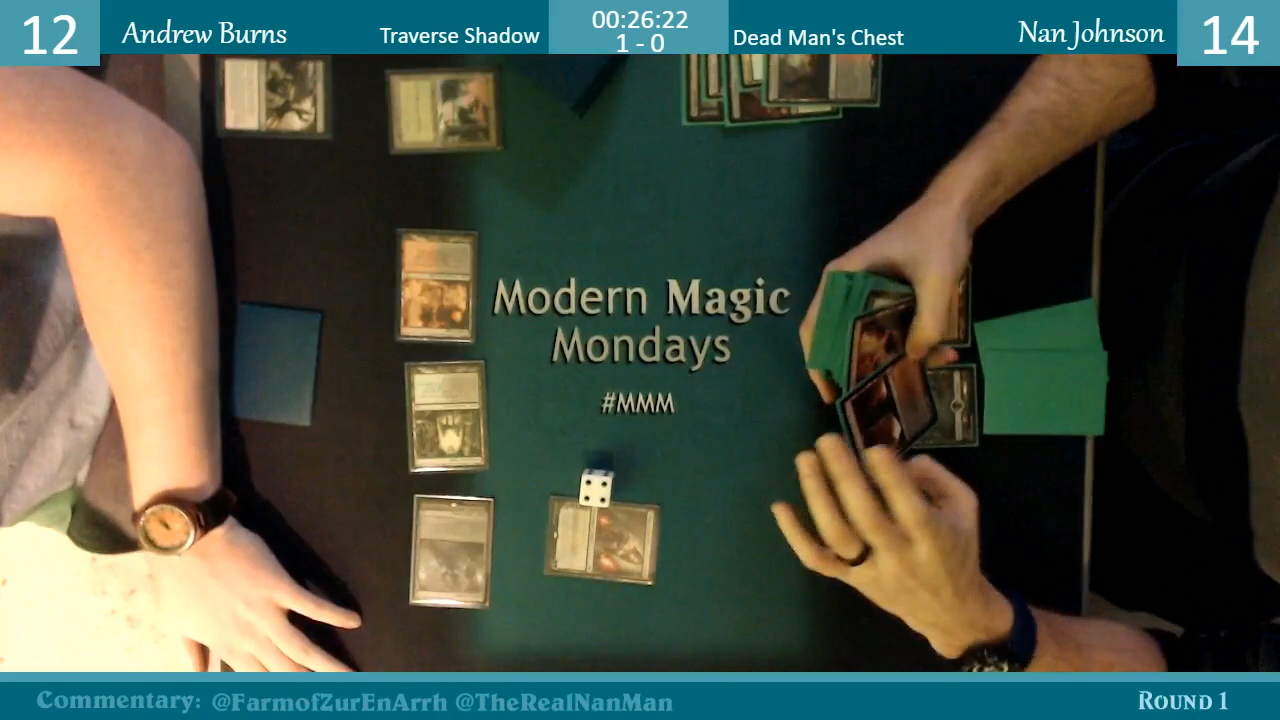 12 Andrew Burns Traverse Shadow 00:26:22 Dead Man's Chest Nan Johnson 14
1 - 0
Modern Magic
Mondays
#MMM
Commentary: @FarmofZurEnArrh @TheRealNanMan Round 1